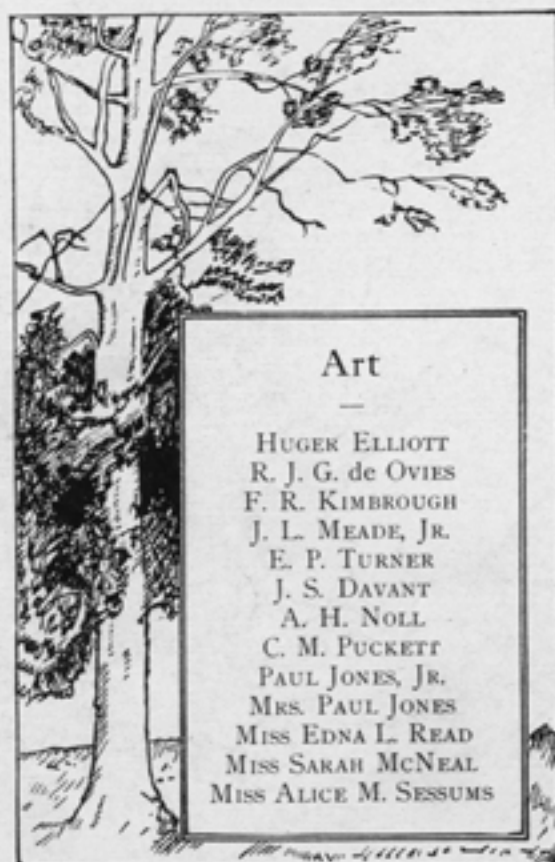 Art
HUGER ELLIOTT
R. J. G. de OVIES
F. R. KIMBROUGH
J. L. MEADE, JR.
E. P. TURNER
J. S. DAVANT
A. H. NOLL
C. M. PUCKETT
PAUL JONES, JR.
MRS. PAUL JONES
MISS EDNA L. READ
MISS SARAH MCNEAL
MISS ALICE M. SESSUMS